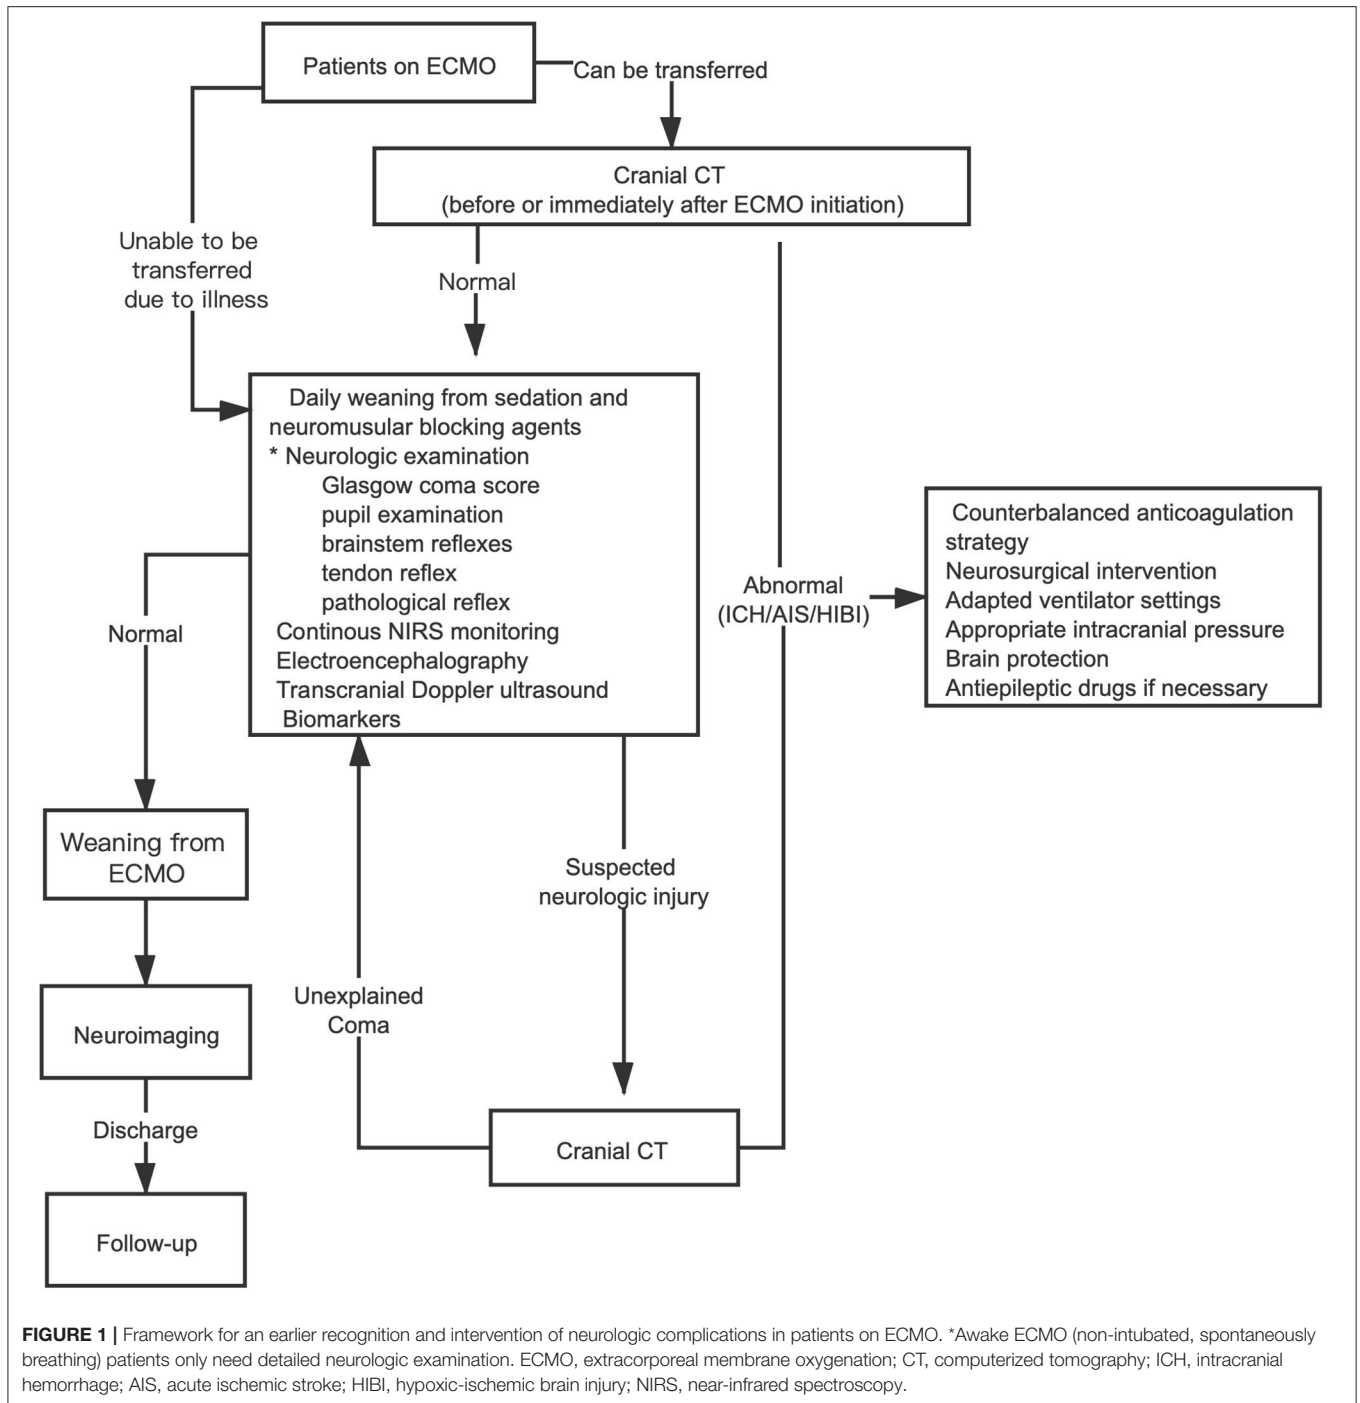 Patients on ECMO
Can be transferred
Cranial CT
(before or immediately after ECMO initiation)
Unable to be
transferred
due to illness
Normal
Daily weaning from sedation and
neuromusular blocking agents
* Neurologic examination
Glasgow coma score
pupil examination
brainstem reflexes
tendon reflex
pathological reflex
Continous NIRS monitoring
Electroencephalography
Transcranial Doppler ultrasound
Biomarkers
Abnormal
(ICH/AIS/HIBI)
Counterbalanced anticoagulation
strategy
Neurosurgical intervention
Adapted ventilator settings
Appropriate intracranial pressure
Brain protection
Antiepileptic drugs if necessary
Normal
Weaning from
ECMO
Suspected
neurologic injury
Unexplained
Coma
Neuroimaging
Discharge
Cranial CT
Follow-up
FIGURE 1 | Framework for an earlier recognition and intervention of neurologic complications in patients on ECMO. *Awake ECMO (non-intubated, spontaneously
breathing) patients only need detailed neurologic examination. ECMO, extracorporeal membrane oxygenation; CT, computerized tomography; ICH, intracranial
hemorrhage; AIS, acute ischemic stroke; HIBI, hypoxic-ischemic brain injury; NIRS, near-infrared spectroscopy.